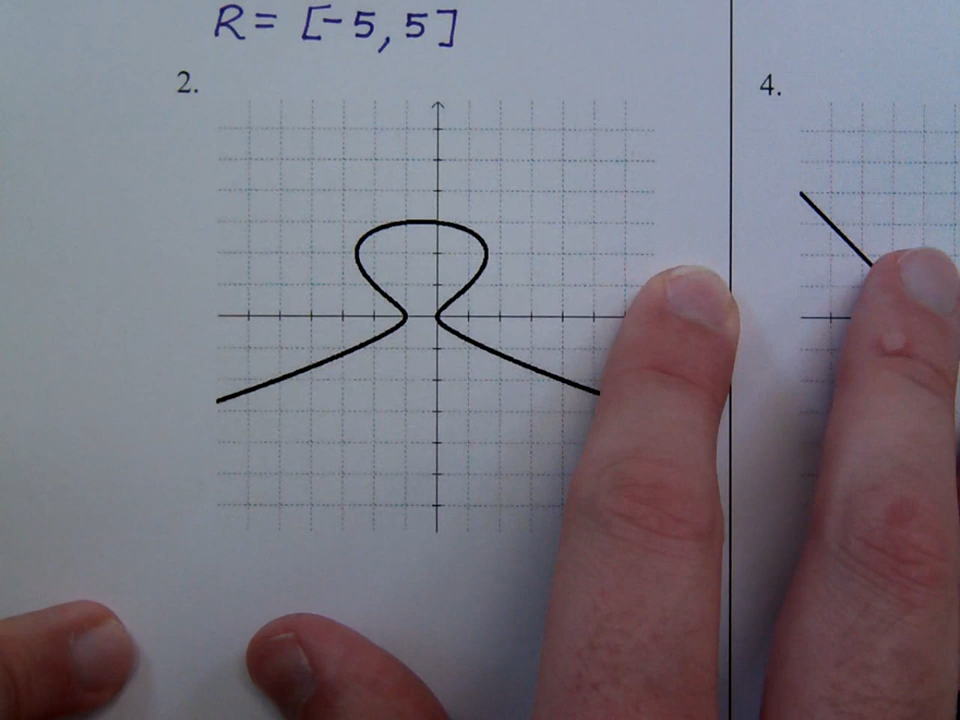 R = [-5, 5]
2.
4.